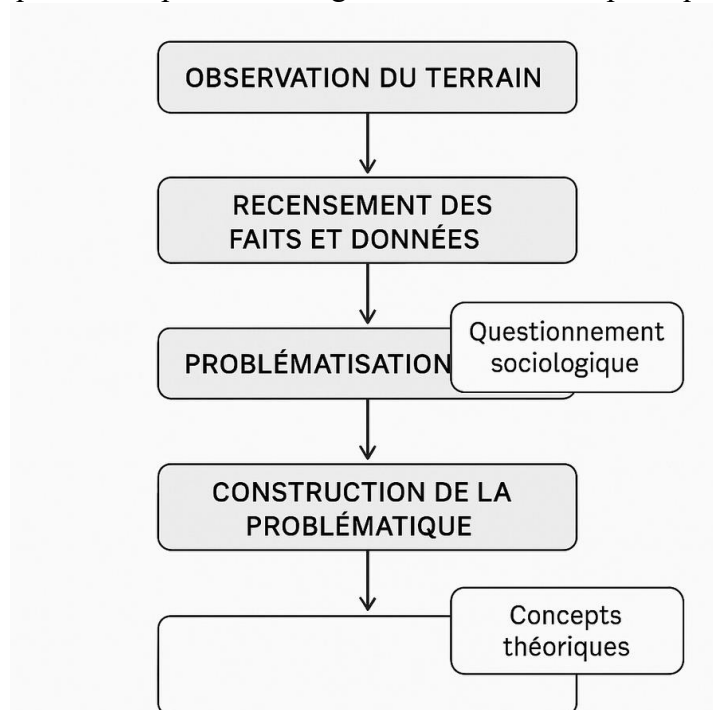 OBSERVATION DU TERRAIN
RECENSEMENT DES
FAITS ET DONNÉES
PROBLÉMATISATION
Questionnement
sociologique
CONSTRUCTION DE LA
PROBLÉMATIQUE
Concepts
théoriques